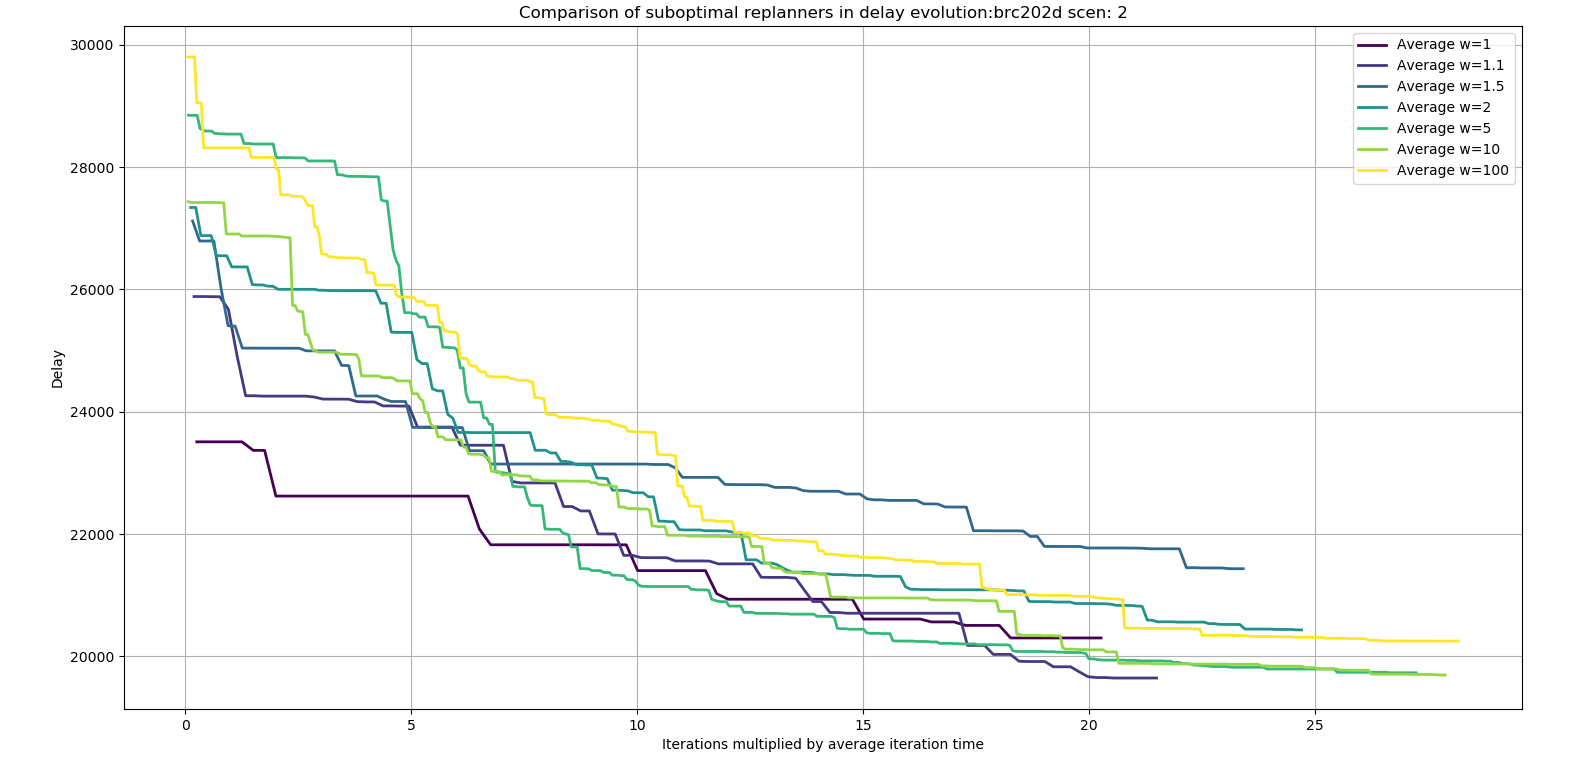 Comparison of suboptimal replanners in delay evolution:brc202d scen: 2
30000
28000
26000
24000
22000
20000
Delay
Average w=1
Average w=1.1
Average w=1.5
Average w=2
Average w=5
Average w=10
Average w=100
0 5 10 15 20 25
Iterations multiplied by average iteration time